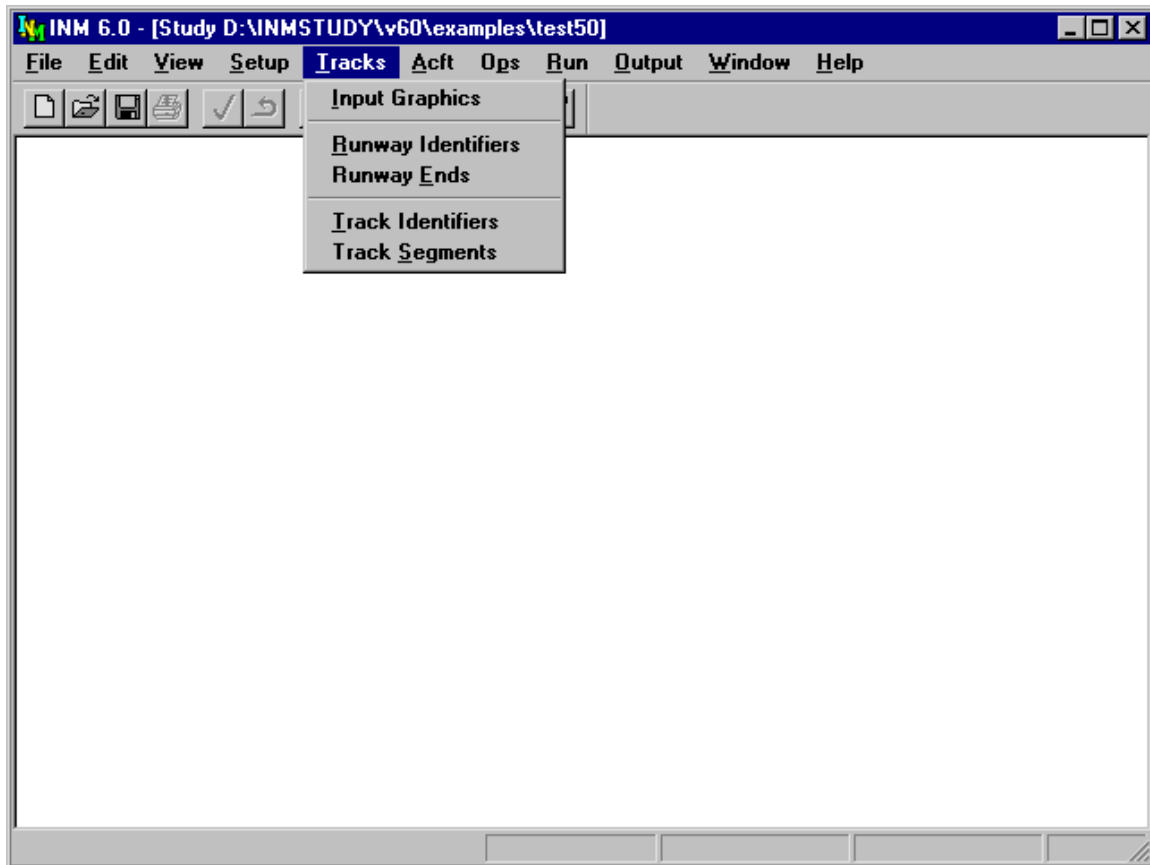 INM 6.0 - [Study D:\INMSTUDY\v60\examples\test50]
File Edit View Setup Tracks Acft Ops Run Output Window Help
Input Graphics
Runway Identifiers
Runway Ends
Track Identifiers
Track Segments